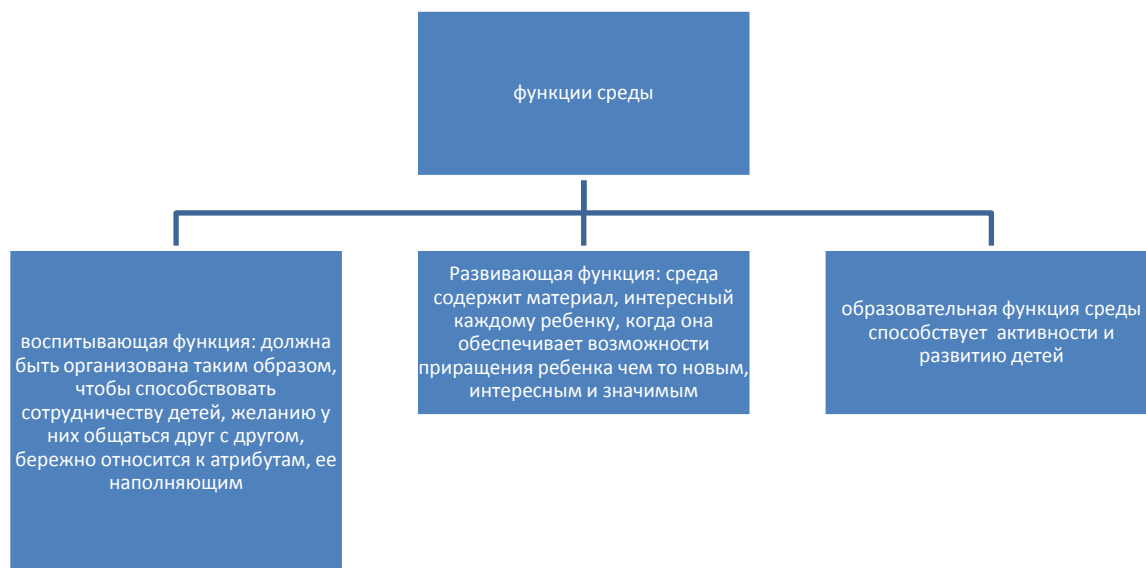 функции среды
воспитывающая функция: должна
быть организована таким образом,
чтобы способствовать
сотрудничеству детей, желанию у
них общаться друг с другом,
бережно относится к атрибутам, ее
наполняющим
Развивающая функция: среда
содержит материал, интересный
каждому ребенку, когда она
обеспечивает возможности
приращения ребенка чем то новым,
интересным и значимым
образовательная функция среды
способствует активности и
развитию детей